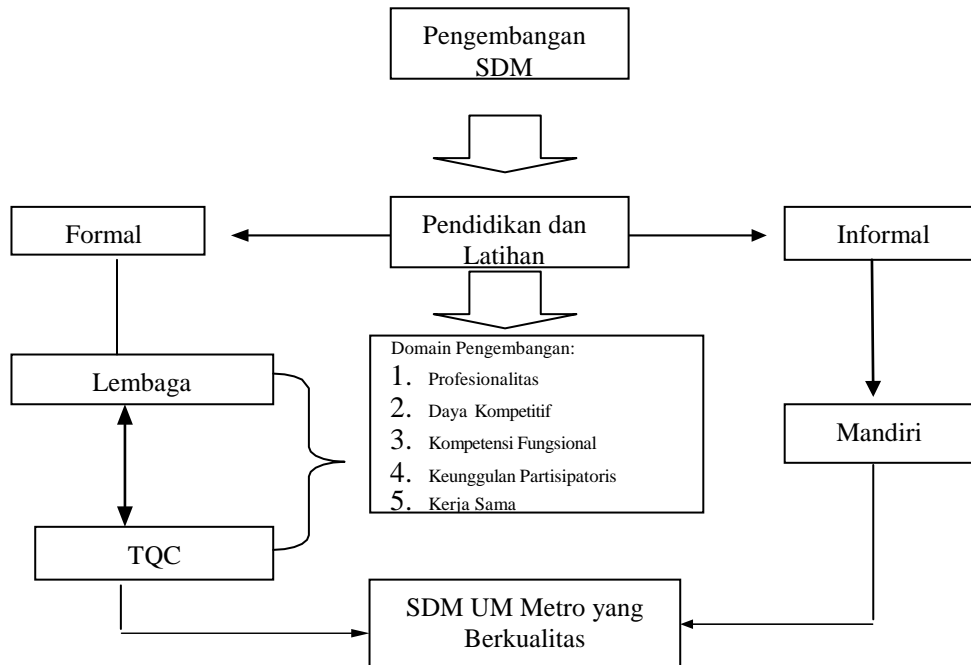 Pengembangan
SDM
Formal
Pendidikan dan
Latihan
Informal
Domain Pengembangan:
1. Profesionalitas
2. Daya Kompetitif
3. Kompetensi Fungsional
4. Keunggulan Partisipatoris
5. Kerja Sama
Lembaga
Mandiri
TQC
SDM UM Metro yang
Berkualitas